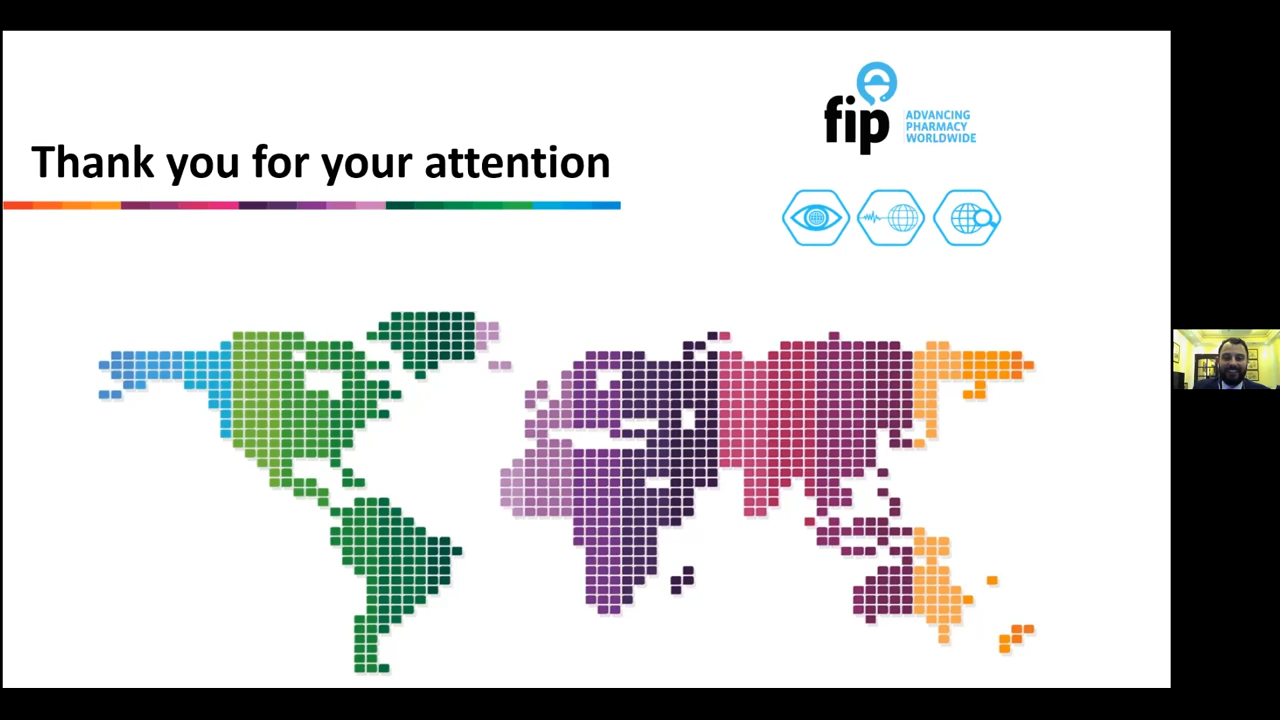 Thank you for your attention
fip
ADVANCING
PHARMACY
WORLDWIDE